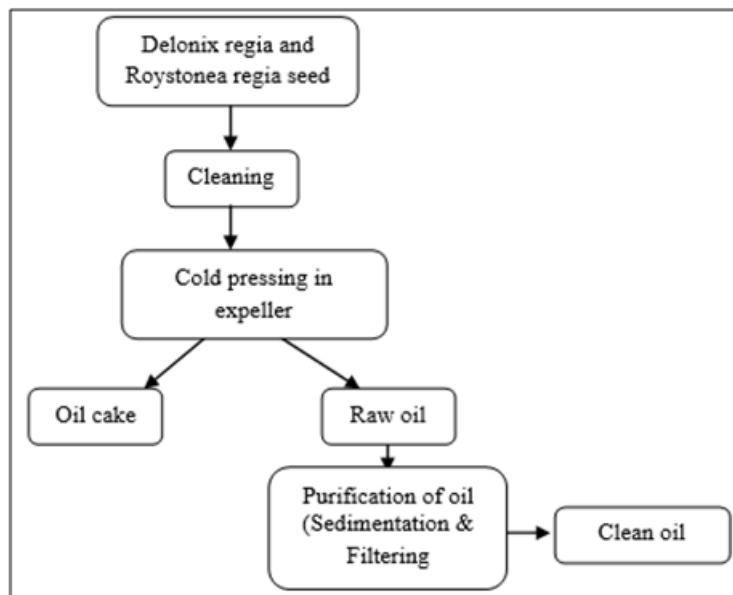 Delonix regia and
Roystonea regia seed
Cleaning
Cold pressing in
expeller
Oil cake
Raw oil
Purification of oil
(Sedimentation &
Filtering
Clean oil